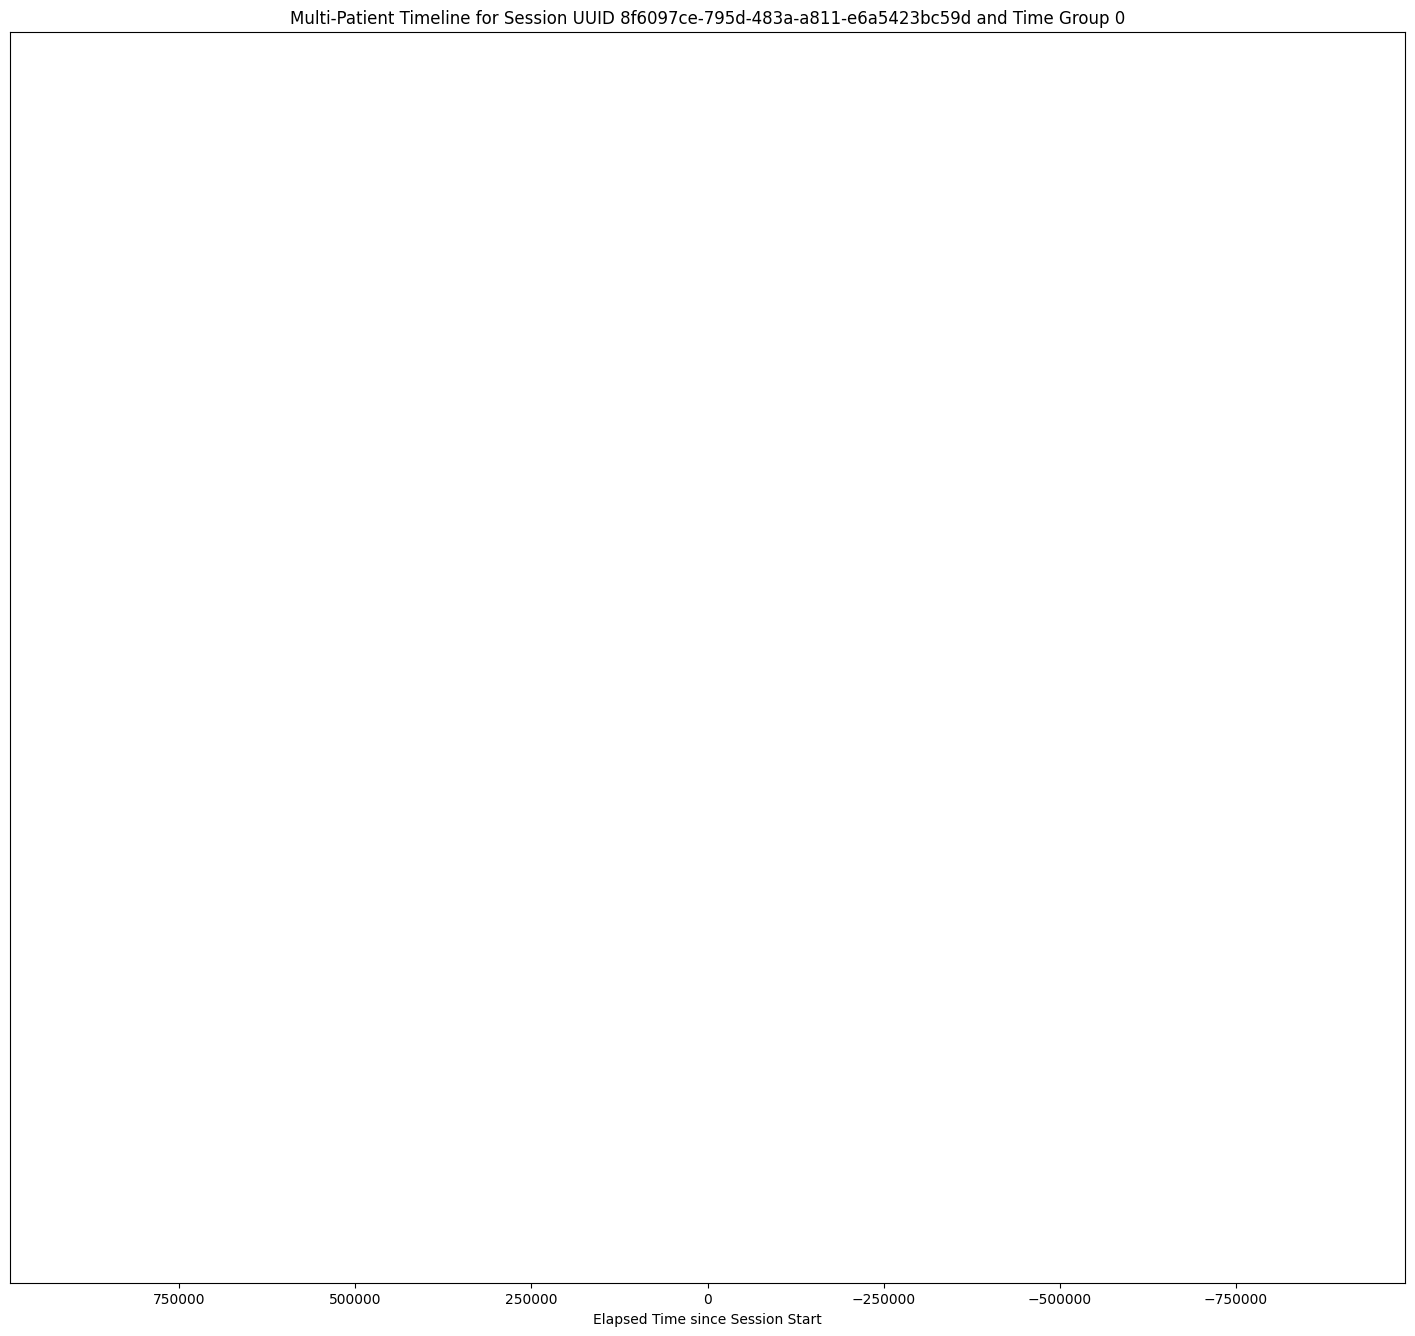 Multi-Patient Timeline for Session UUID 8f6097ce-795d-483a-a811-e6a5423bc59d and Time Group 0
750000 500000 250000 0 −250000 −500000 −750000
Elapsed Time since Session Start